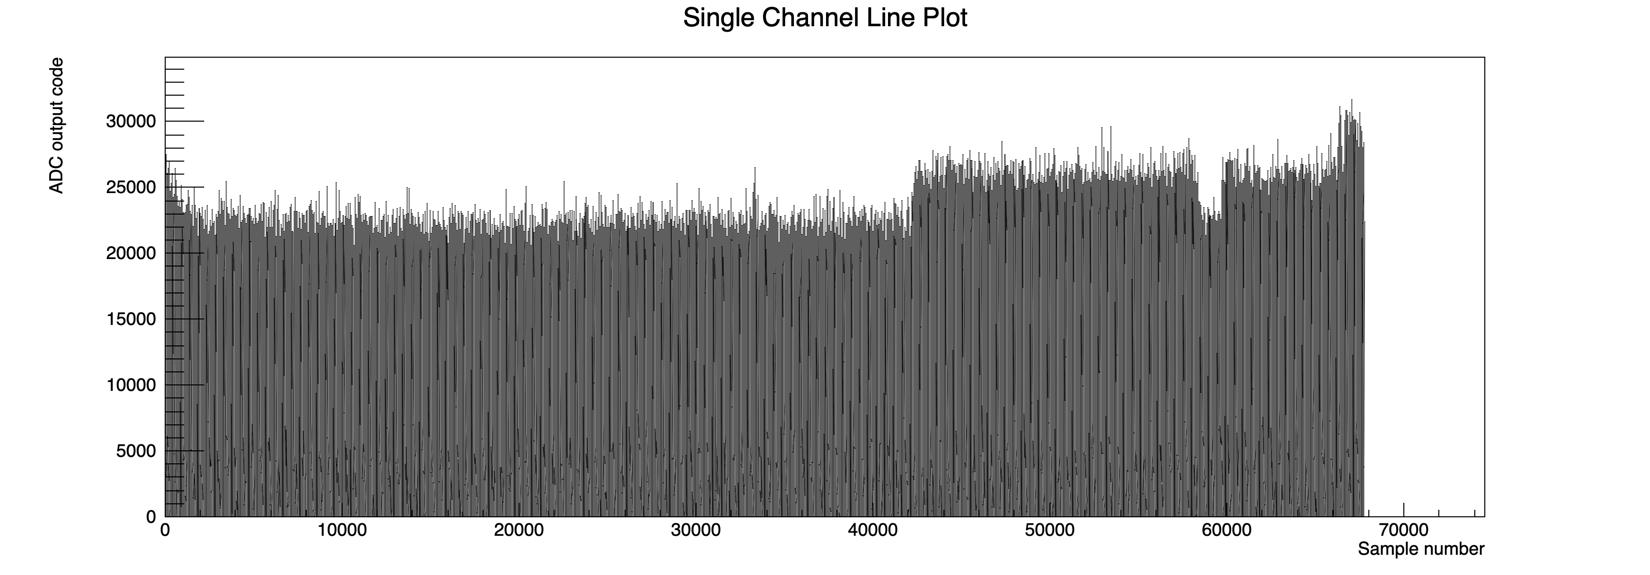 Single Channel Line Plot
ADC output code
30000
25000
20000
15000
10000
5000
0
0 10000 20000 30000 40000 50000 60000 70000
Sample number